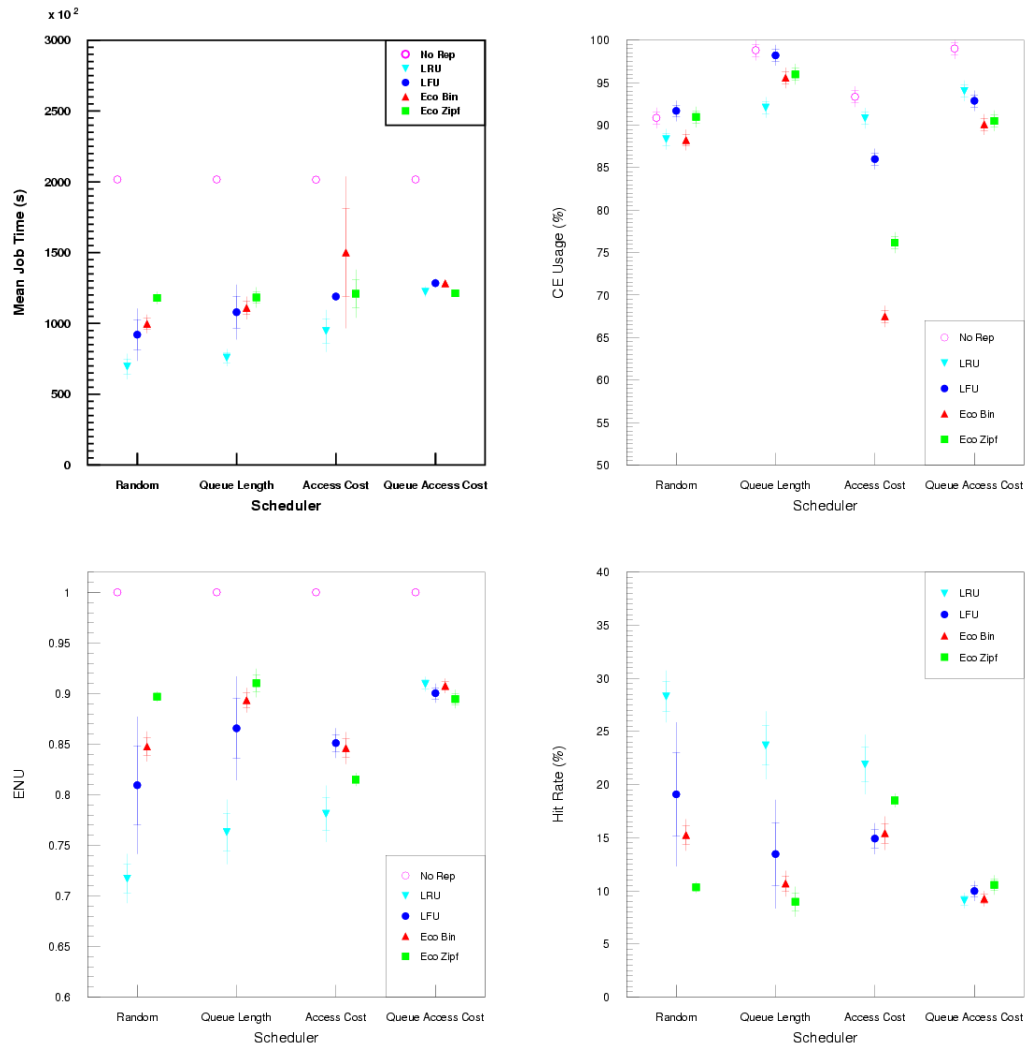 x 10²
3000
2500
2000
1500
1000
500
0
Mean Job Time (s)
No Rep
LRU
LFU
Eco Bin
Eco Zipf
Random
Queue Length
Access Cost
Queue Access Cost
Scheduler
100
95
90
85
80
75
70
65
60
55
50
CE Usage (%)
No Rep
LRU
LFU
Eco Bin
Eco Zipf
Random
Queue Length
Access Cost
Queue Access Cost
Scheduler
1
0.95
0.9
0.85
0.8
0.75
0.7
0.65
0.6
ENU
No Rep
LRU
LFU
Eco Bin
Eco Zipf
Random
Queue Length
Access Cost
Queue Access Cost
Scheduler
40
35
30
25
20
15
10
5
0
Hit Rate (%)
LRU
LFU
Eco Bin
Eco Zipf
Random
Queue Length
Access Cost
Queue Access Cost
Scheduler